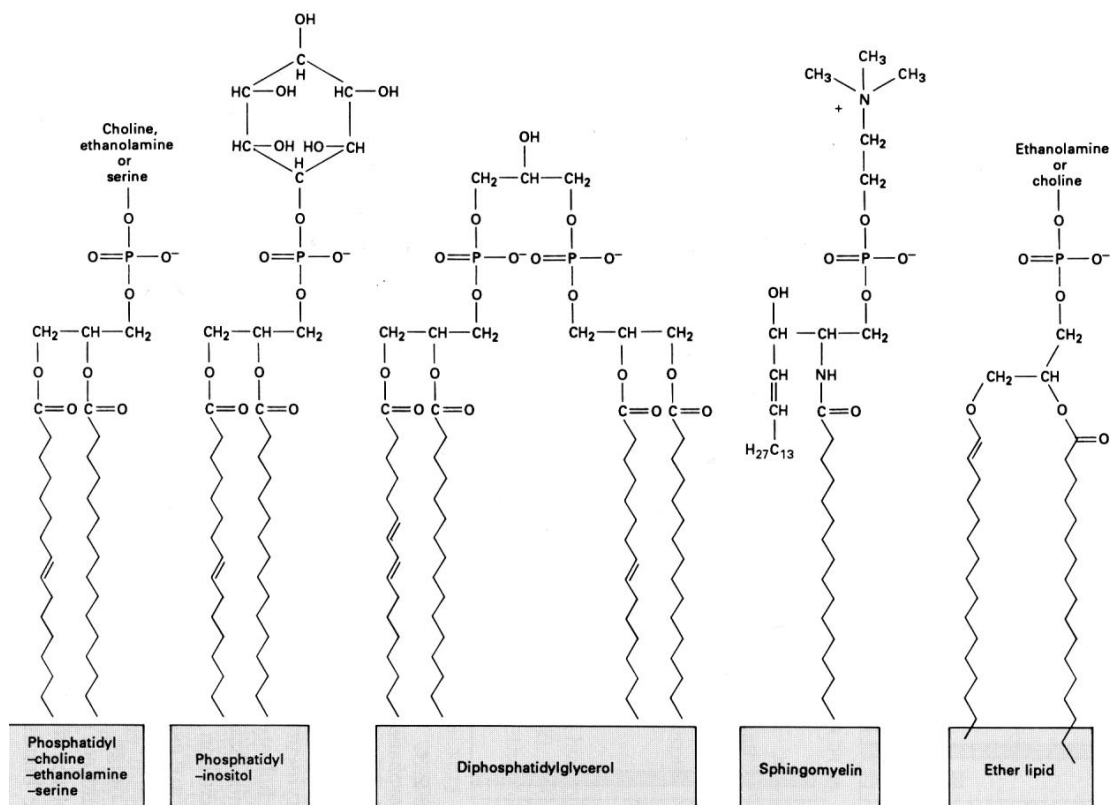 Choline,
ethanolamine
or
serine
O
O=P—O⁻
O
CH₂ CH CH₂
O O
C=O C=O
Phosphatidyl
–choline
–ethanolamine
–serine
OH
C
H
HC—OH CH—OH
HC—OH HO—CH
H
C
O
O=P—O⁻
O
CH₂ CH CH₂
O O
C=O C=O
Phosphatidyl
–inositol
OH
CH₂ CH CH₂
O O
O=P—O⁻ O=P—O⁻
O O
CH₂ CH CH₂ CH₂ CH CH₂
O O O O
C=O C=O C=O C=O
Diphosphatidylglycerol
CH₃
CH₃ CH₃
+ N
CH₂
CH₂
O
O=P—O⁻
OH O
CH CH CH₂
CH NH
CH C=O
H₂₇C₁₃
Sphingomyelin
Ethanolamine
or
choline
O
O=P—O⁻
O
CH₂
CH₂ CH
O O
O
Ether lipid